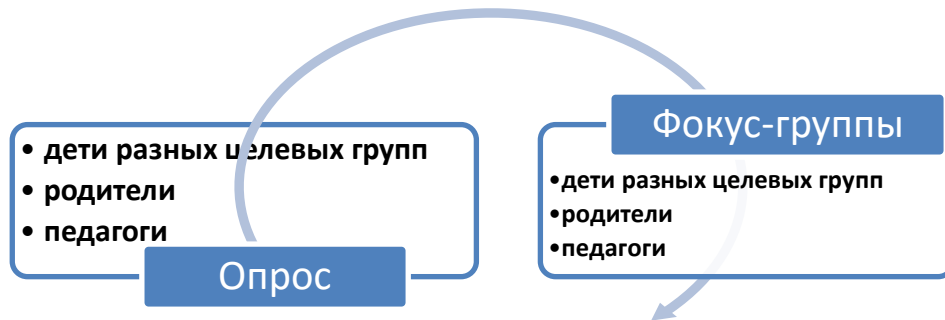 • дети разных целевых групп
• родители
• педагоги
Опрос
Фокус-группы
•дети разных целевых групп
•родители
•педагоги